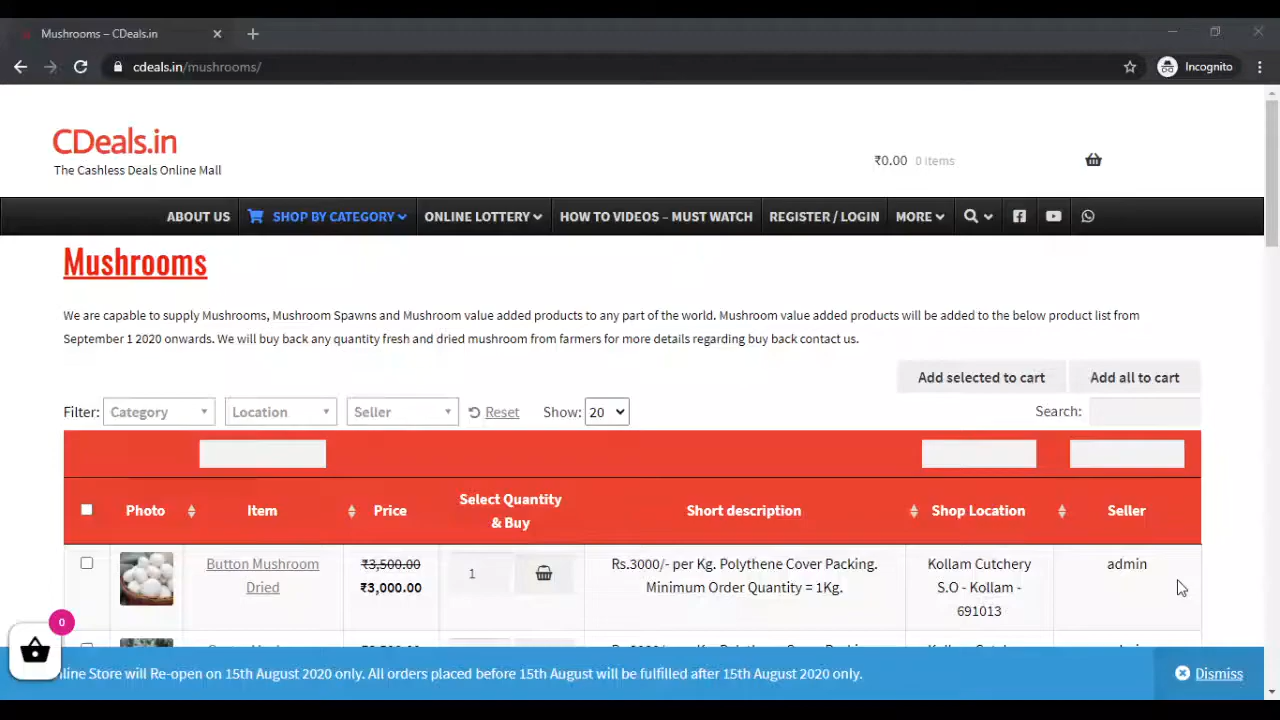 Mushrooms – CDeals.in
cdeals.in/mushrooms/
Incognito
CDeals.in
The Cashless Deals Online Mall
₹0.00 0 items
ABOUT US SHOP BY CATEGORY ONLINE LOTTERY HOW TO VIDEOS – MUST WATCH REGISTER / LOGIN MORE
Mushrooms
We are capable to supply Mushrooms, Mushroom Spawns and Mushroom value added products to any part of the world. Mushroom value added products will be added to the below product list from
September 1 2020 onwards. We will buy back any quantity fresh and dried mushroom from farmers for more details regarding buy back contact us.
Add selected to cart Add all to cart
Filter: Category Location Seller Reset Show: 20 Search:
Photo Item Price Select Quantity & Buy Short description Shop Location Seller
Button Mushroom ₹3,500.00 1 Rs.3000/- per Kg. Polythene Cover Packing. Kollam Cutchery admin
Dried ₹3,000.00 Minimum Order Quantity = 1Kg. S.O - Kollam -
691013
0
nline Store will Re-open on 15th August 2020 only. All orders placed before 15th August will be fulfilled after 15th August 2020 only. Dismiss